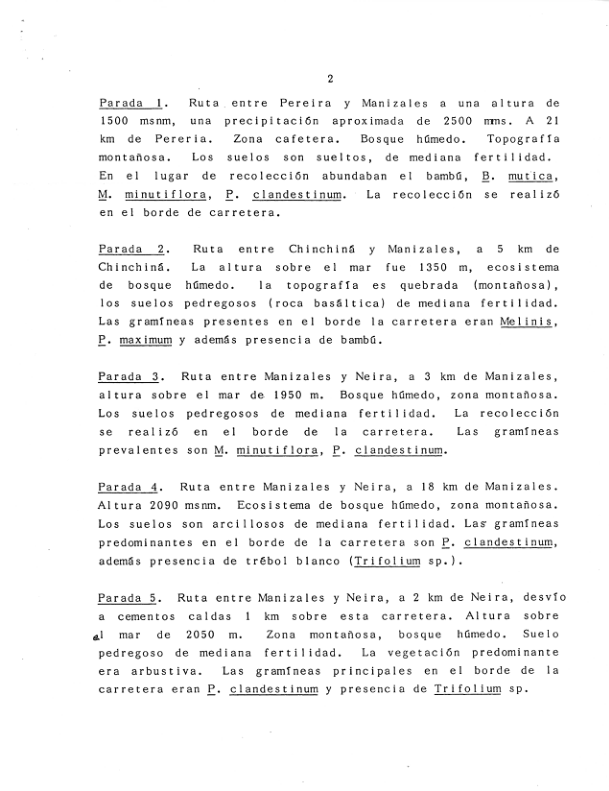 2
Parada 1. Ruta entre Pereira y Manizales a una altura de
1500 msnm, una precipitación aproximada de 2500 mms. A 21
km de Pereria. Zona cafetera. Bosque húmedo. Topografía
montañosa. Los suelos son sueltos, de mediana fertilidad.
En el lugar de recolección abundaban el bambú, B. mutica,
M. minutiflora, P. clandestinum. La recolección se realizó
en el borde de carretera.
Parada 2. Ruta entre Chinchiná y Manizales, a 5 km de
Chinchiná. La altura sobre el mar fue 1350 m, ecosistema
de bosque húmedo. la topografía es quebrada (montañosa),
los suelos pedregosos (roca basáltica) de mediana fertilidad.
Las gramíneas presentes en el borde la carretera eran Melinis,
P. maximum y además presencia de bambú.
Parada 3. Ruta entre Manizales y Neira, a 3 km de Manizales,
altura sobre el mar de 1950 m. Bosque húmedo, zona montañosa.
Los suelos pedregosos de mediana fertilidad. La recolección
se realizó en el borde de la carretera. Las gramíneas
prevalentes son M. minutiflora, P. clandestinum.
Parada 4. Ruta entre Manizales y Neira, a 18 km de Manizales.
Altura 2090 msnm. Ecosistema de bosque húmedo, zona montañosa.
Los suelos son arcillosos de mediana fertilidad. Las gramíneas
predominantes en el borde de la carretera son P. clandestinum,
además presencia de trébol blanco (Trifolium sp.).
Parada 5. Ruta entre Manizales y Neira, a 2 km de Neira, desvío
a cementos caldas 1 km sobre esta carretera. Altura sobre
el mar de 2050 m. Zona montañosa, bosque húmedo. Suelo
pedregoso de mediana fertilidad. La vegetación predominante
era arbustiva. Las gramíneas principales en el borde de la
carretera eran P. clandestinum y presencia de Trifolium sp.